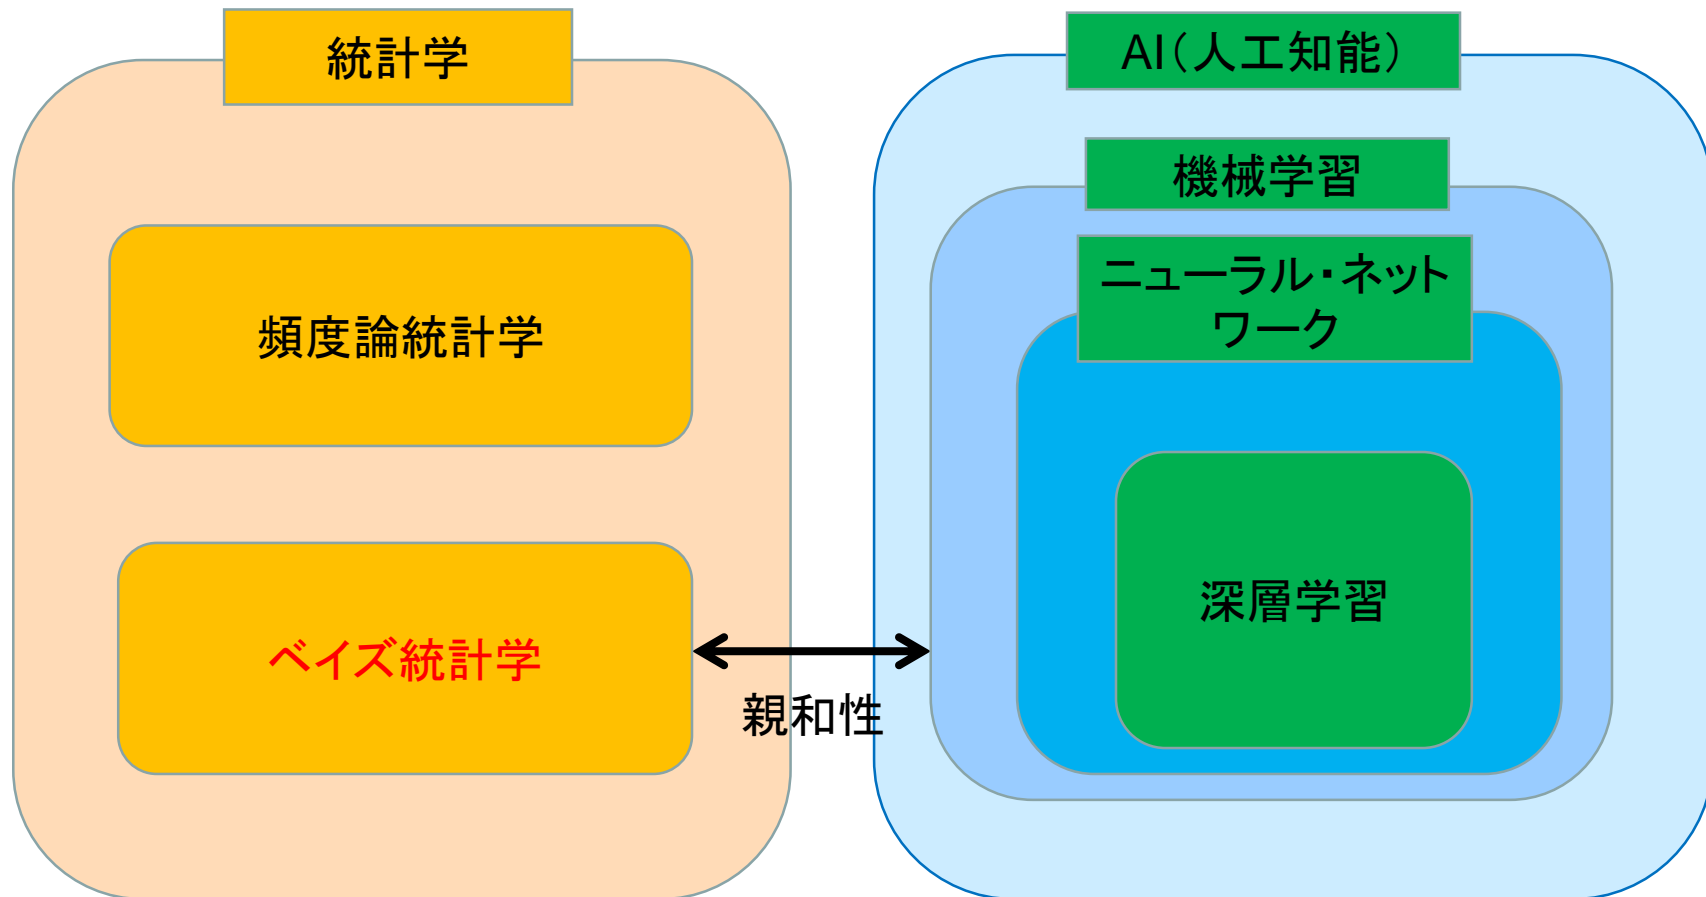 統計学
頻度論統計学
ベイズ統計学
親和性
AI（人工知能）
機械学習
ニューラル・ネット
ワーク
深層学習